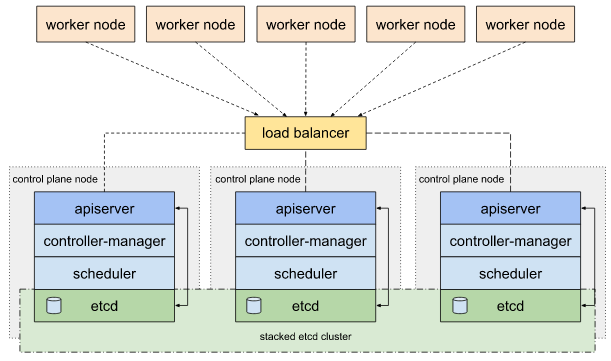 worker node worker node worker node worker node worker node
load balancer
control plane node control plane node control plane node
apiserver apiserver apiserver
controller-manager controller-manager controller-manager
scheduler scheduler scheduler
etcd etcd etcd
stacked etcd cluster